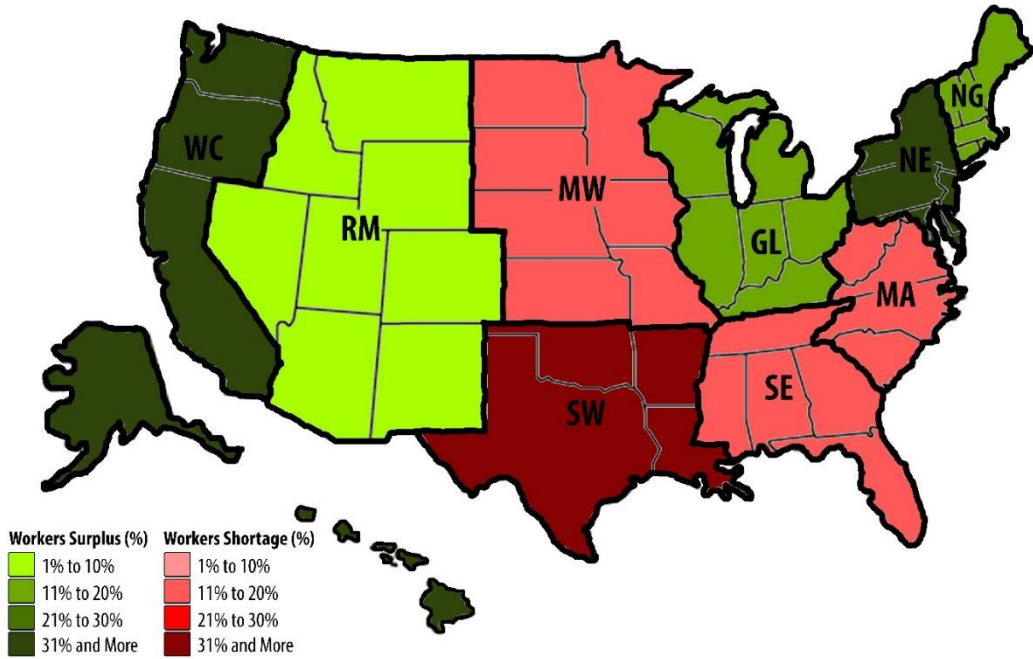 WC
RM
MW
GL
NE
NG
MA
SE
SW
Workers Surplus (%)
1% to 10%
11% to 20%
21% to 30%
31% and More
Workers Shortage (%)
1% to 10%
11% to 20%
21% to 30%
31% and More